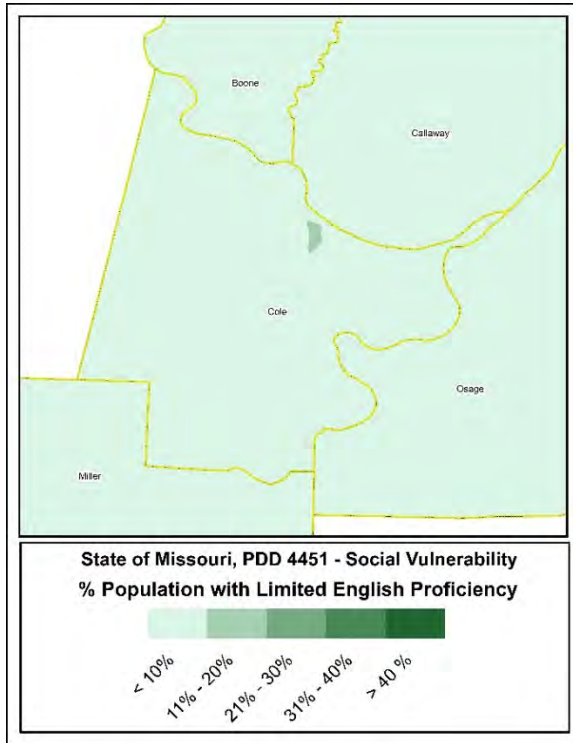 Boone
Callaway
Cole
Osage
Miller
State of Missouri, PDD 4451 - Social Vulnerability
% Population with Limited English Proficiency
< 10%
11% - 20%
21% - 30%
31% - 40%
> 40 %